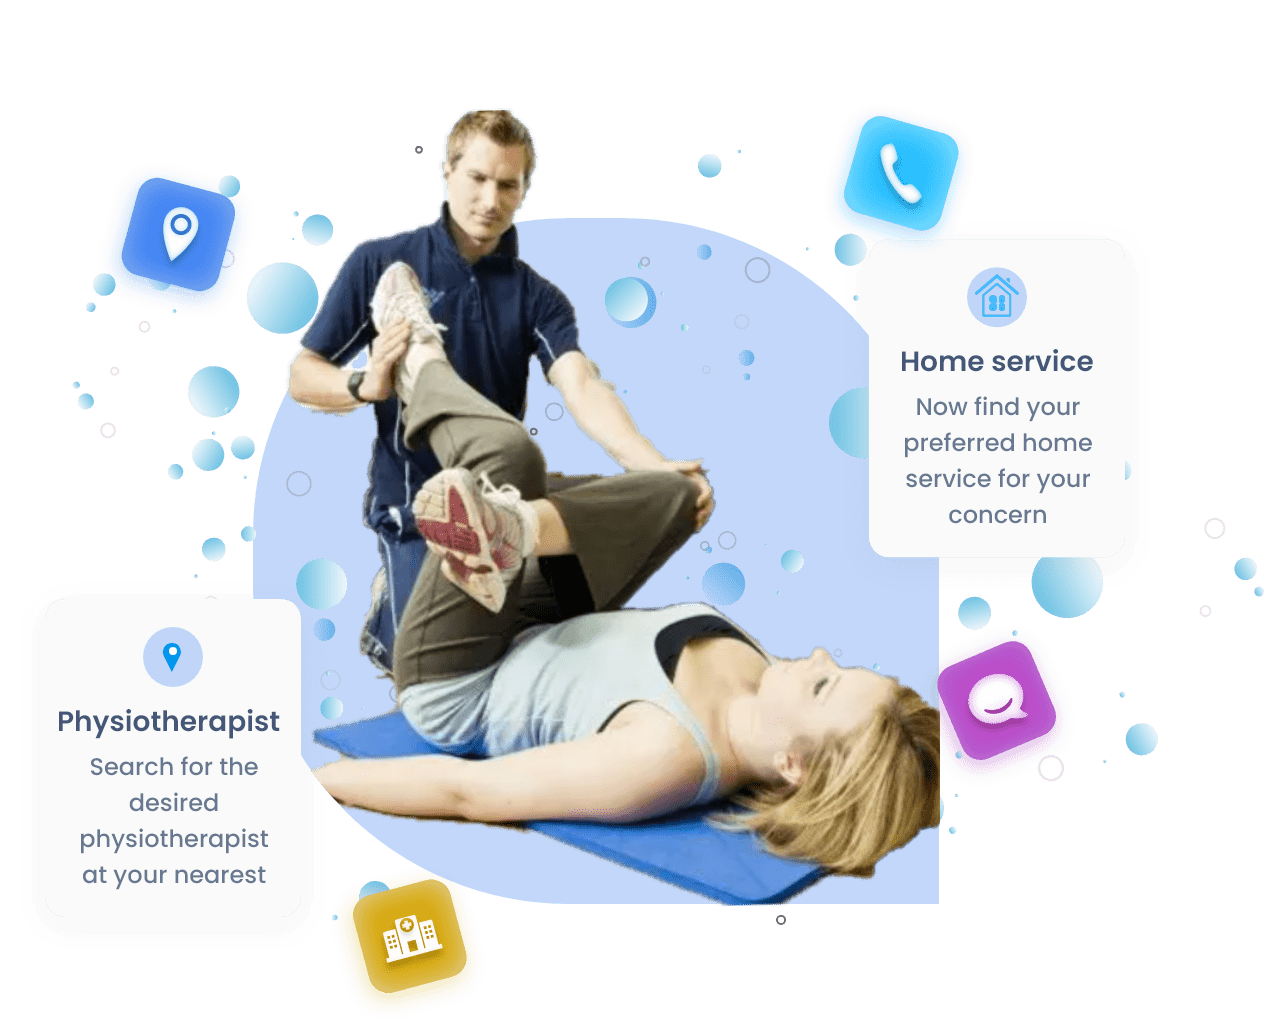 Home service
Now find your
preferred home
service for your
concern
Physiotherapist
Search for the
desired
physiotherapist
at your nearest